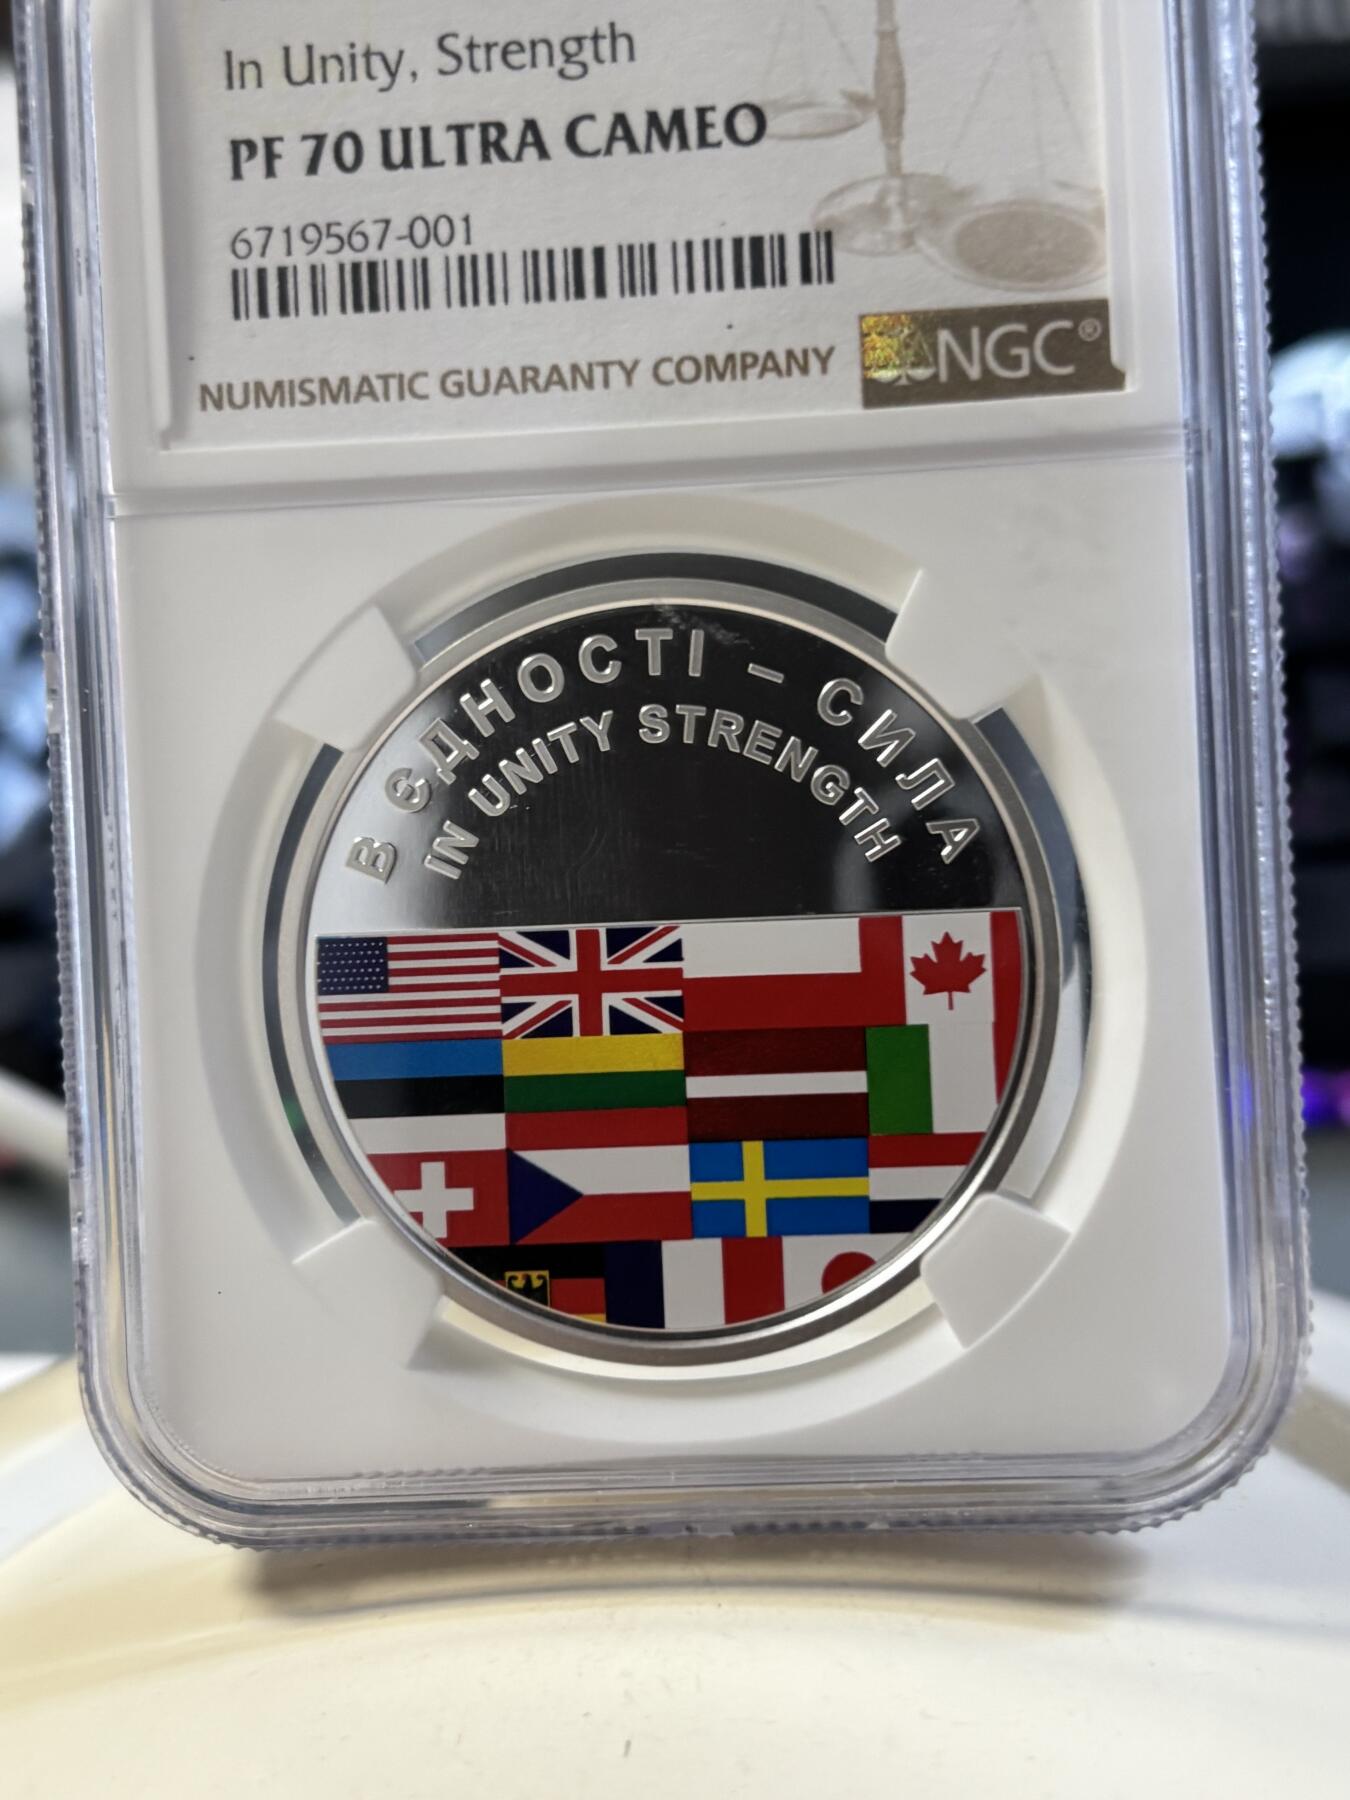 In Unity, Strength
PF 70 ULTRA CAMEO
6719567-001
NUMISMATIC GUARANTY COMPANY
NGC®
В ЄДНОСТІ – СИЛА
IN UNITY STRENGTH